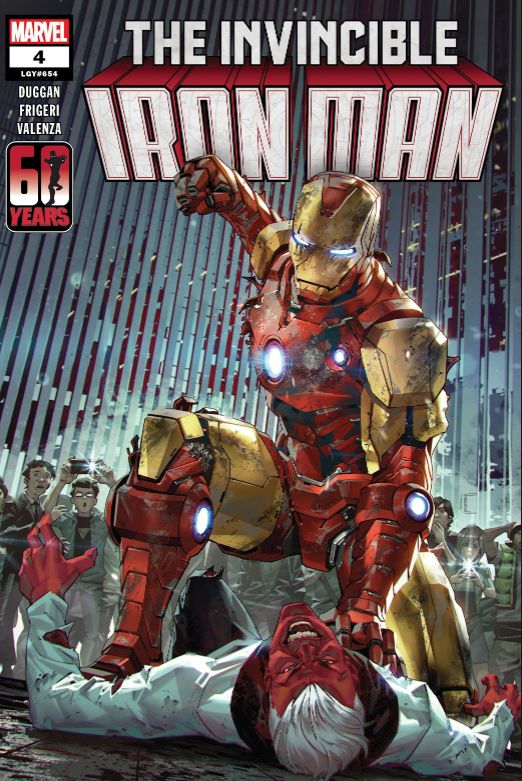 MARVEL
4
LGY#654
DUGGAN
FRIGERI
VALENZA
60
YEARS
THE INVINCIBLE
IRON MAN